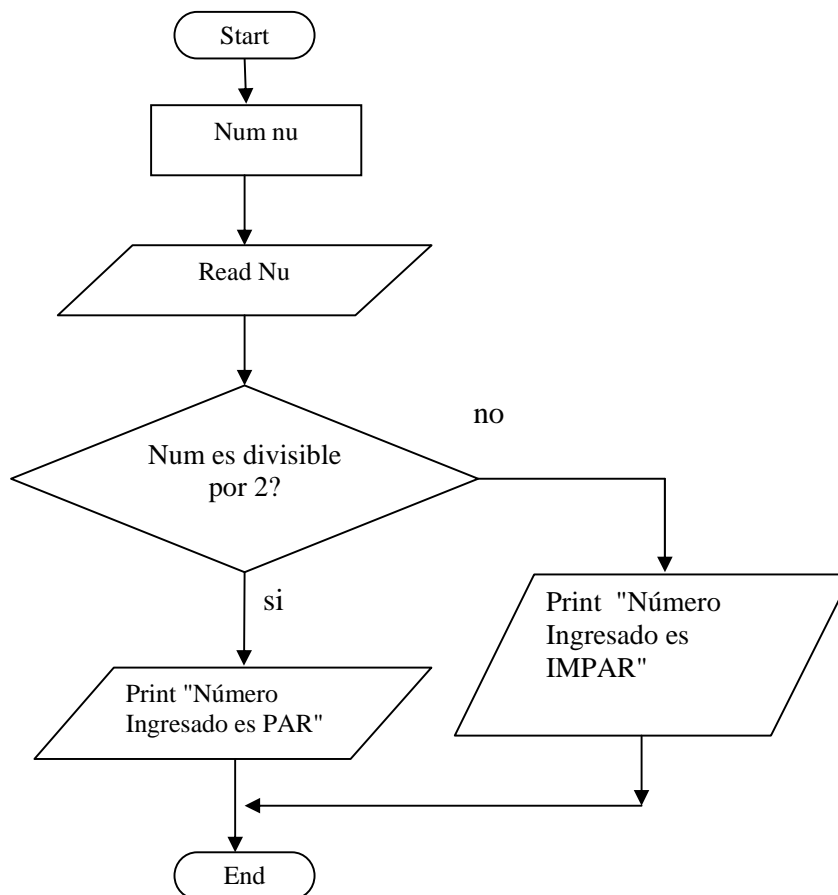 Start
Num nu
Read Nu
no
Num es divisible
por 2?
si
Print "Número
Ingresado es
IMPAR"
Print "Número
Ingresado es PAR"
End